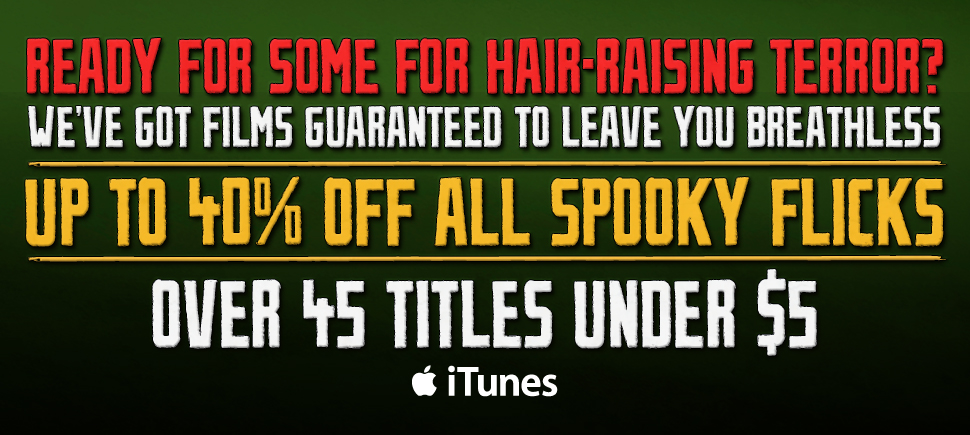 READY FOR SOME FOR HAIR-RAISING TERROR?
WE'VE GOT FILMS GUARANTEED TO LEAVE YOU BREATHLESS
UP TO 40% OFF ALL SPOOKY FLICKS
OVER 45 TITLES UNDER $5
iTunes